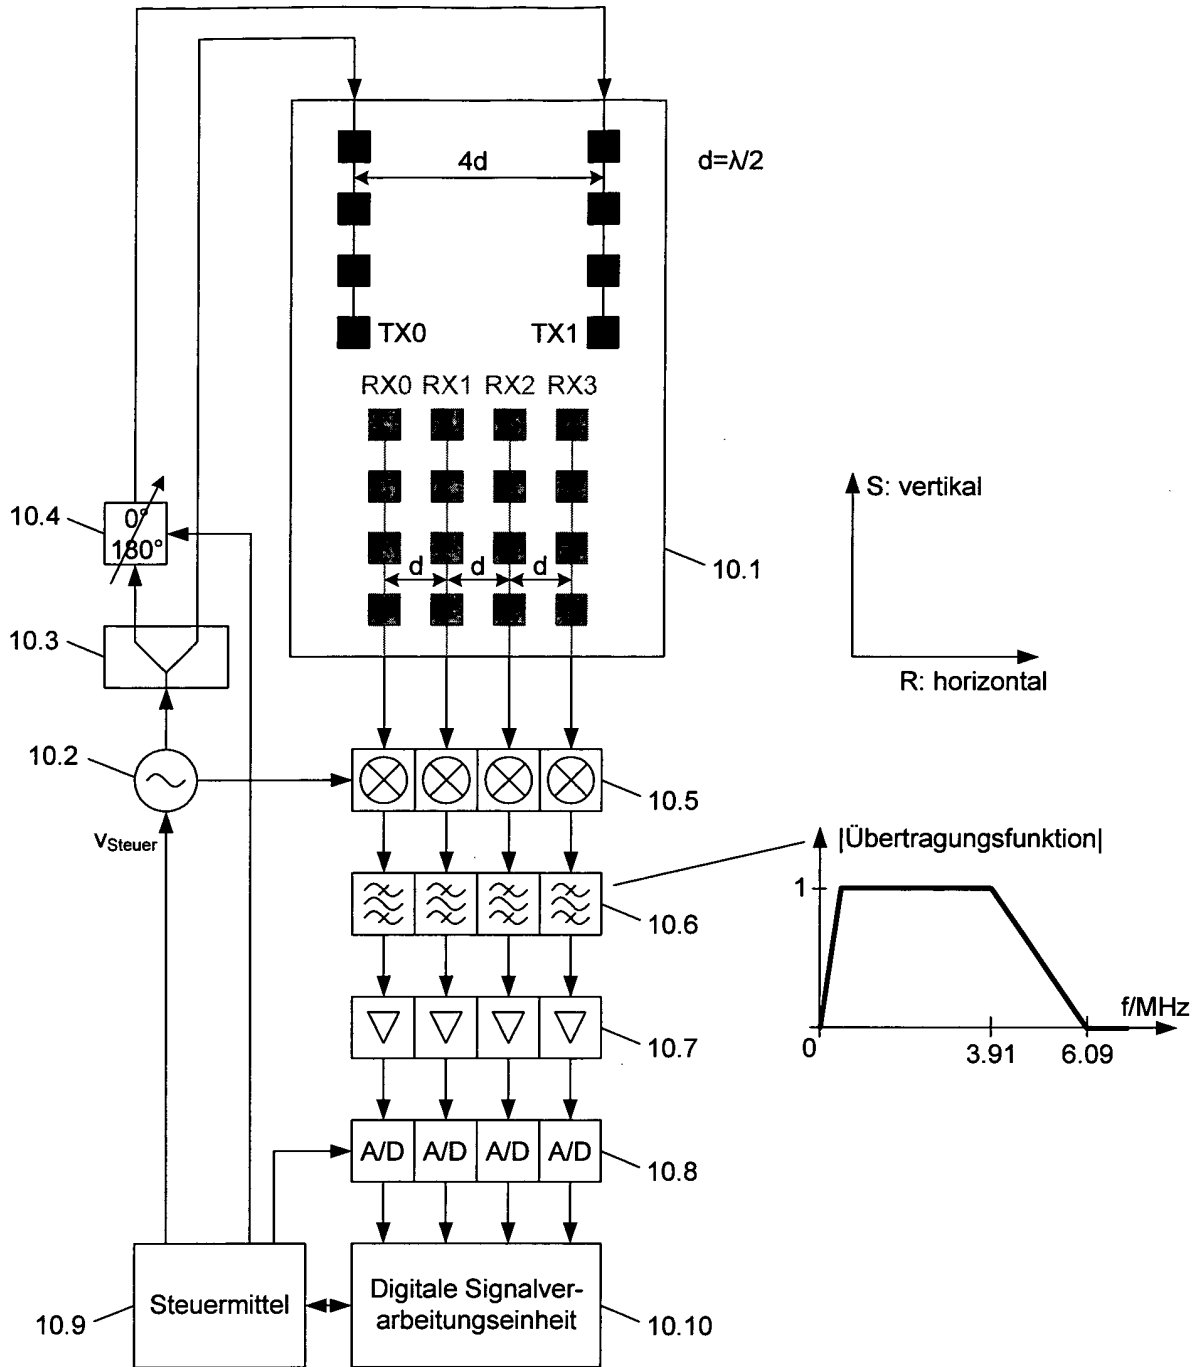 4d
d=λ/2
TX0
TX1
RX0 RX1 RX2 RX3
S: vertikal
10.4
0°
180°
d
d
d
10.1
10.3
R: horizontal
10.2
10.5
vSteuer
|Übertragungsfunktion|
1
10.6
f/MHz
0
3.91
6.09
10.7
A/D A/D A/D A/D
10.8
Steuermittel
Digitale Signalver-
arbeitungseinheit
10.9
10.10